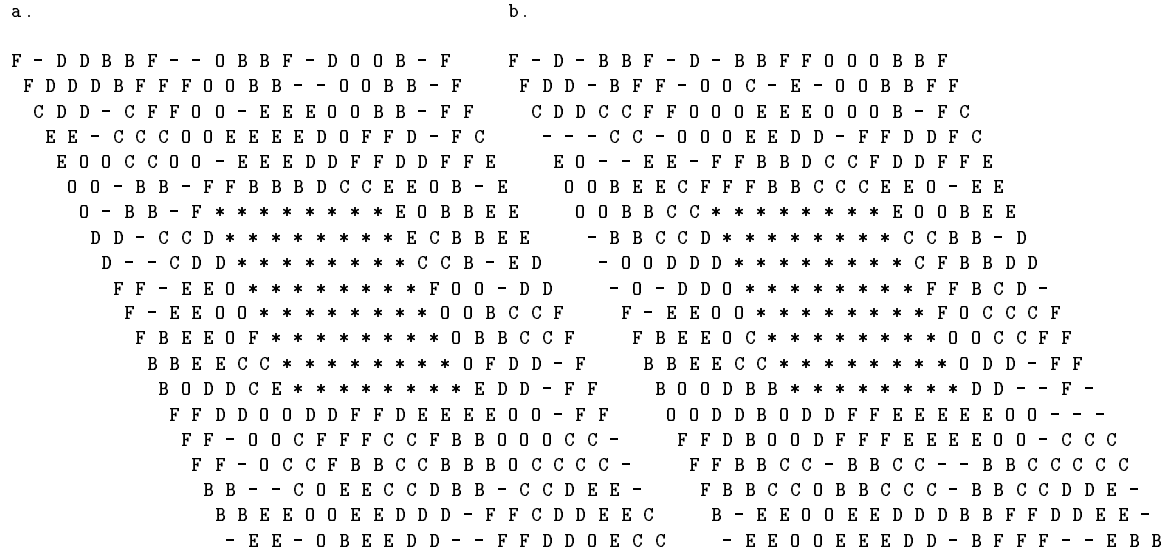 a. b.
F - D D B B F - - O B B F - D O O B - F F - D - B B F - D - B B F F O O O B B F
F D D D B F F F O O B B - - O O B B - F F D D - B F F - O O C - E - O O B B F F
C D D - C F F O O - E E E O O B B - F F C D D C C F F O O O E E E O O O B - F C
E E - C C C O O E E E E D O F F D - F C - - - C C - O O O E E D D - F F D D F C
E O O C C O O - E E E D D F F D D F F E E O - - E E - F F B B D C C F D D F F E
O O - B B - F F B B B D C C E E O B - E O O B E E C F F F B B C C C E E O - E E
O - B B - F * * * * * * * * E O B B E E O O B B C C * * * * * * * * E O O B E E
D D - C C D * * * * * * * * E C B B E E - B B C C D * * * * * * * * C C B B - D
D - - C D D * * * * * * * * C C B - E D - O O D D D * * * * * * * * C F B B D D
F F - E E O * * * * * * * * F O O - D D - O - D D O * * * * * * * * F F B C D -
F - E E O O * * * * * * * * O O B C C F F - E E O O * * * * * * * * F O C C C F
F B E E O F * * * * * * * * O B B C C F F B E E O C * * * * * * * * O O C C F F
B B E E C C * * * * * * * * O F D D - F B B E E C C * * * * * * * * O D D - F F
B O D D C E * * * * * * * * E D D - F F B O O D B B * * * * * * * * D D - - F -
F F D D O O D D F F D E E E E O O - F F O O D D B O D D F F E E E E E O O - - -
F F - O O C F F F C C F B B O O O C C - F F D B O O D F F F E E E E O O - C C C
F F - O C C F B B C C B B B O C C C C - F F B B C C - B B C C - - B B C C C C C
B B - - C O E E C C D B B - C C D E E - F B B C C O B B C C C - B B C C D D E -
B B E E O O E E D D D - F F C D D E E C B - E E O O E E D D D B B F F D D E E -
- E E - O B E E D D - - F F D D O E C C - E E O O E E E D D - B F F F - - E B B